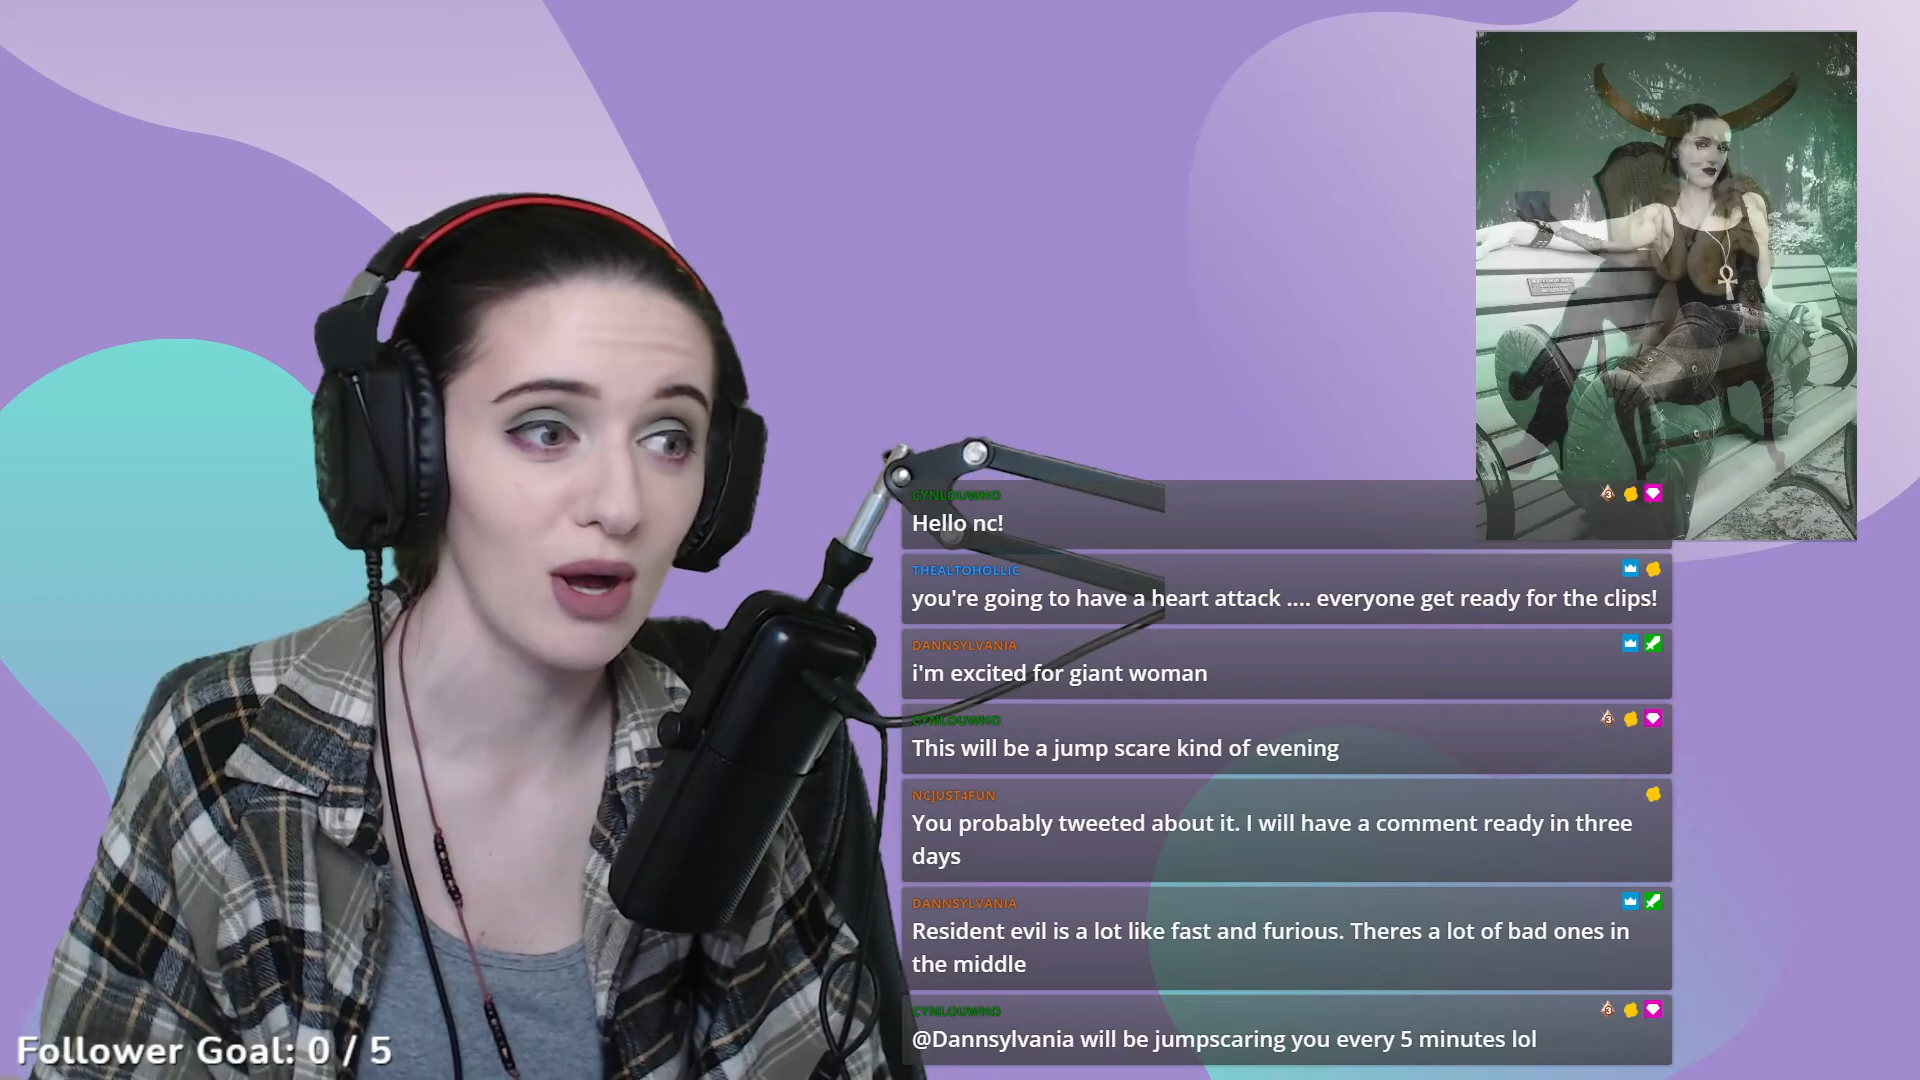 CYNLOUWHO
Hello nc!
THEALTOHOLLIC
you're going to have a heart attack .... everyone get ready for the clips!
DANNSYLVANIA
i'm excited for giant woman
CYNLOUWHO
This will be a jump scare kind of evening
NCJUST4FUN
You probably tweeted about it. I will have a comment ready in three
days
DANNSYLVANIA
Resident evil is a lot like fast and furious. Theres a lot of bad ones in
the middle
CYNLOUWHO
@Dannsylvania will be jumpscaring you every 5 minutes lol
Follower Goal: 0 / 5